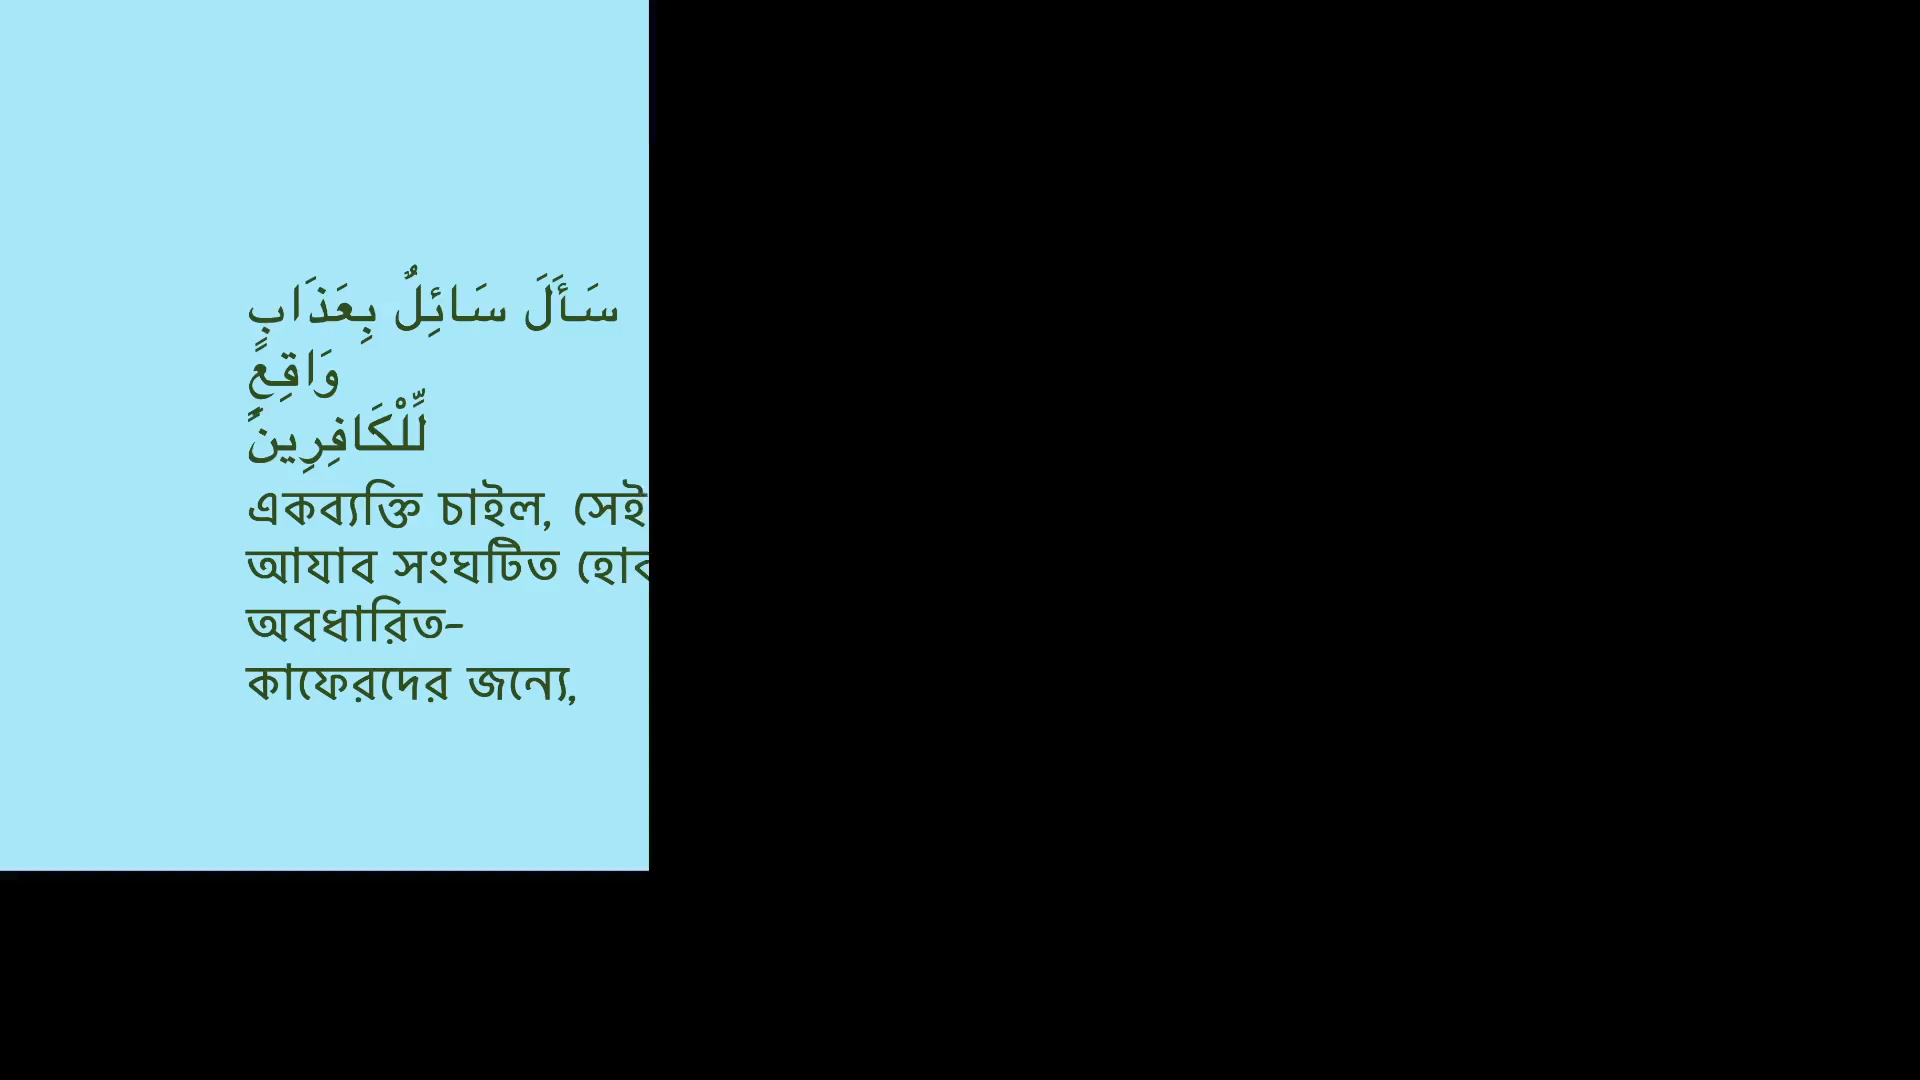 سَأَلَ سَائِلٌ بِعَذَابٍ
وَاقِعٍ
لِّلْكَافِرِينَ
একব্যক্তি চাইল, সেই
আযাব সংঘটিত
অবধারিত-
কাফেরদের জন্যে,